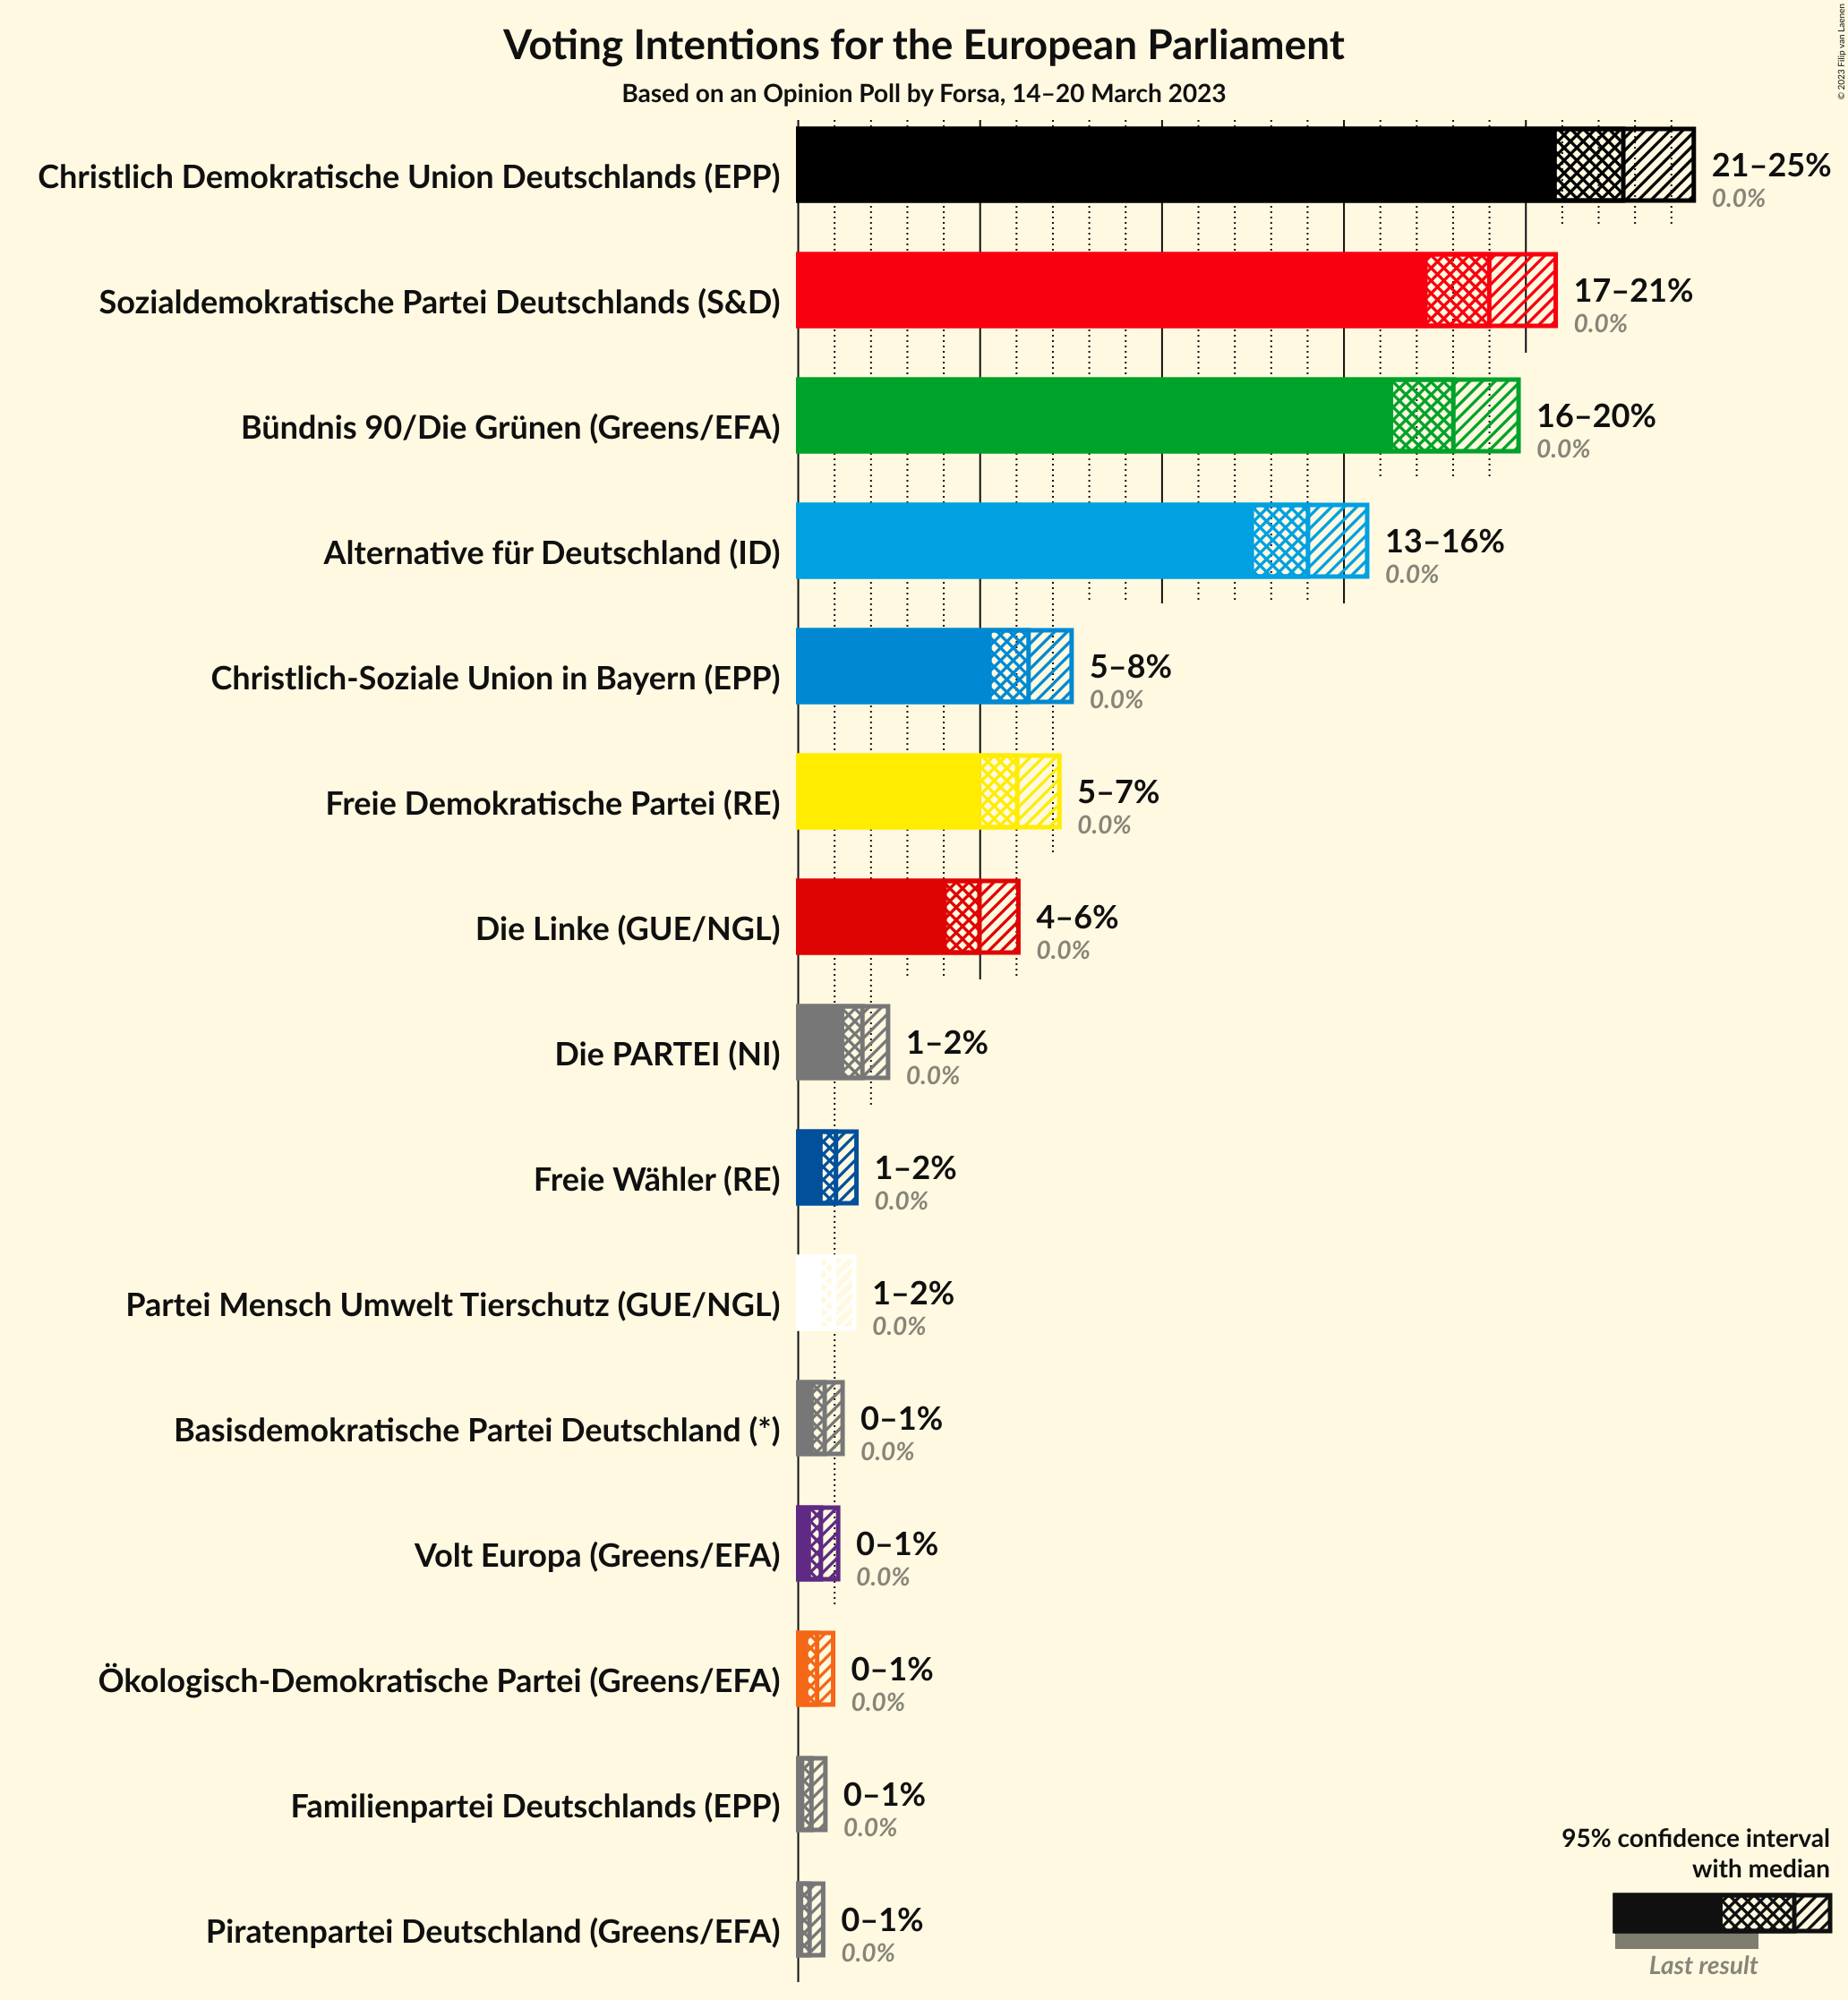 Voting Intentions for the European Parliament
Based on an Opinion Poll by Forsa, 14–20 March 2023
© 2023 Filip van Laenen
Christlich Demokratische Union Deutschlands (EPP)
21–25%
0.0%
Sozialdemokratische Partei Deutschlands (S&D)
17–21%
0.0%
Bündnis 90/Die Grünen (Greens/EFA)
16–20%
0.0%
Alternative für Deutschland (ID)
13–16%
0.0%
Christlich-Soziale Union in Bayern (EPP)
5–8%
0.0%
Freie Demokratische Partei (RE)
5–7%
0.0%
Die Linke (GUE/NGL)
4–6%
0.0%
Die PARTEI (NI)
1–2%
0.0%
Freie Wähler (RE)
1–2%
0.0%
Partei Mensch Umwelt Tierschutz (GUE/NGL)
1–2%
0.0%
Basisdemokratische Partei Deutschland (*)
0–1%
0.0%
Volt Europa (Greens/EFA)
0–1%
0.0%
Ökologisch-Demokratische Partei (Greens/EFA)
0–1%
0.0%
Familienpartei Deutschlands (EPP)
0–1%
0.0%
Piratenpartei Deutschland (Greens/EFA)
0–1%
0.0%
95% confidence interval
with median
Last result